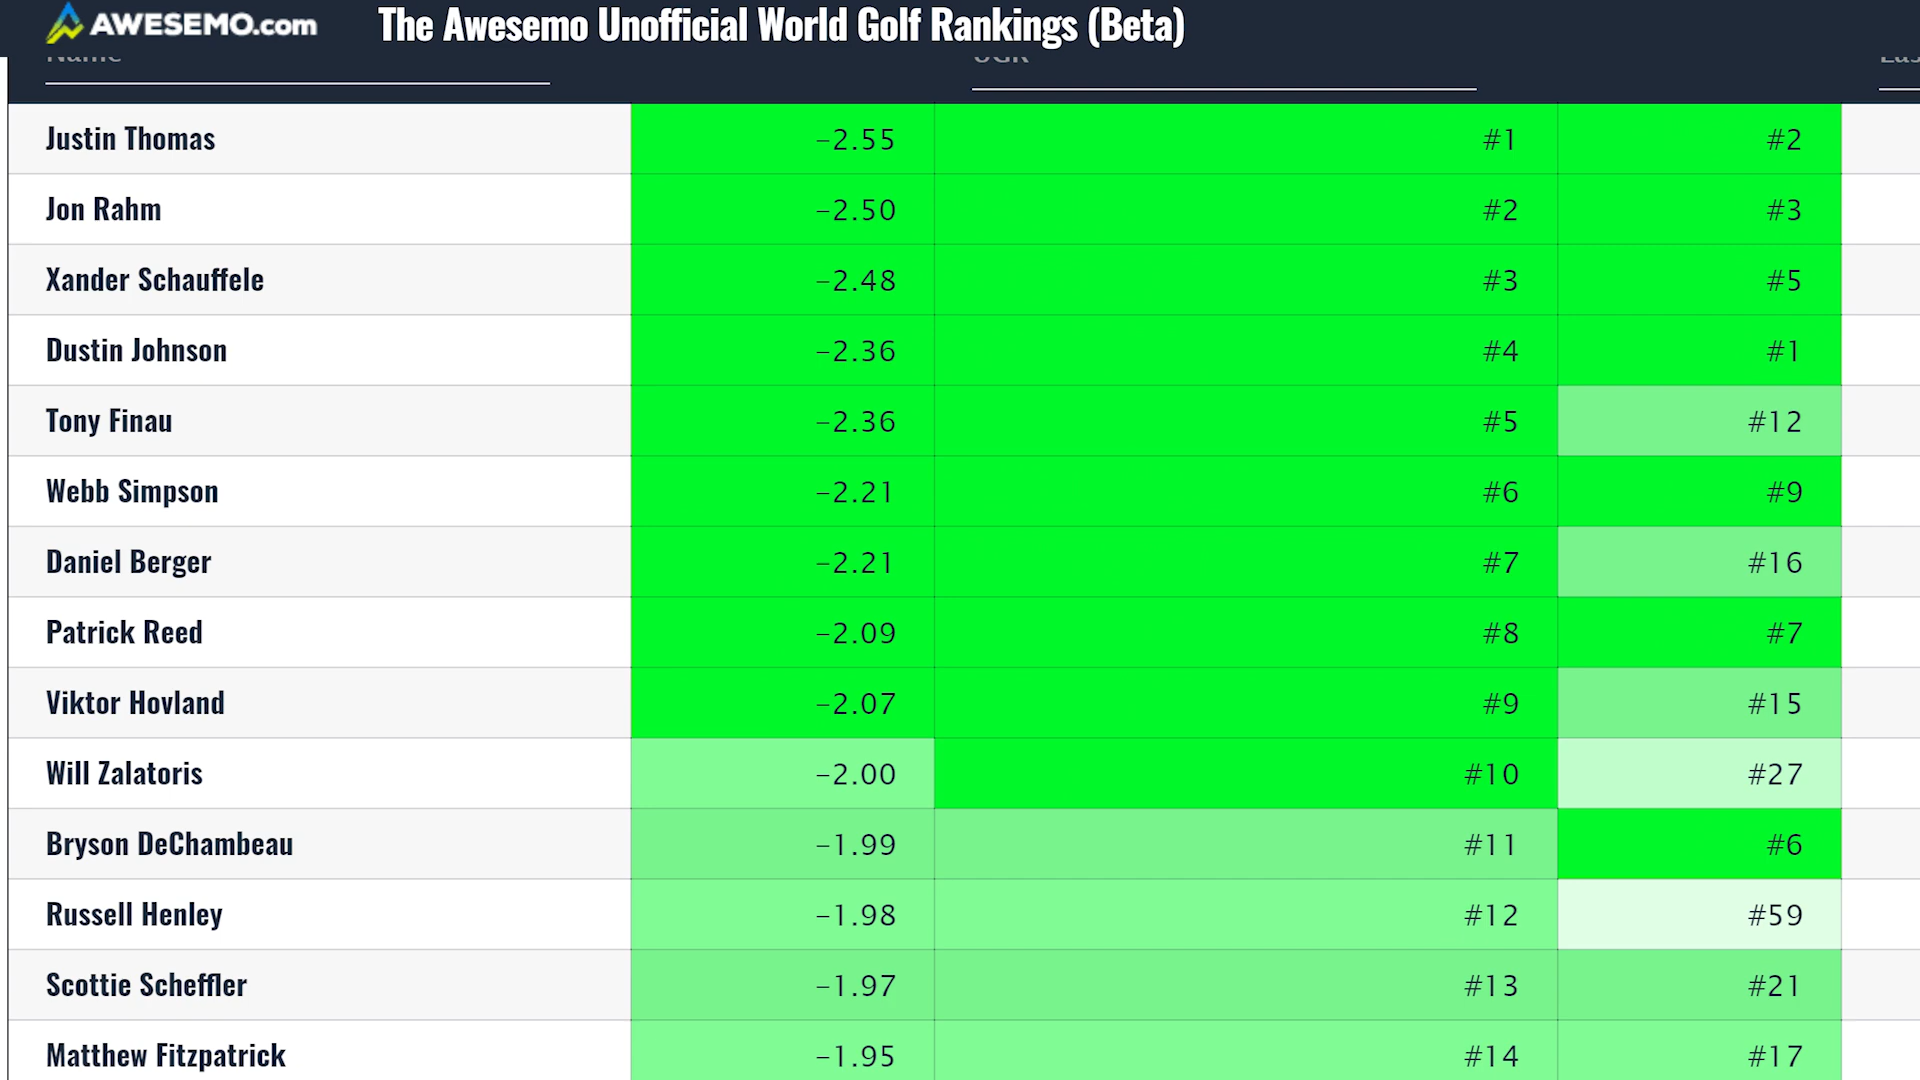 AWESEMO.com The Awesemo Unofficial World Golf Rankings (Beta)
Name
Justin Thomas -2.55 #1 #2
Jon Rahm -2.50 #2 #3
Xander Schauffele -2.48 #3 #5
Dustin Johnson -2.36 #4 #1
Tony Finau -2.36 #5 #12
Webb Simpson -2.21 #6 #9
Daniel Berger -2.21 #7 #16
Patrick Reed -2.09 #8 #7
Viktor Hovland -2.07 #9 #15
Will Zalatoris -2.00 #10 #27
Bryson DeChambeau -1.99 #11 #6
Russell Henley -1.98 #12 #59
Scottie Scheffler -1.97 #13 #21
Matthew Fitzpatrick -1.95 #14 #17